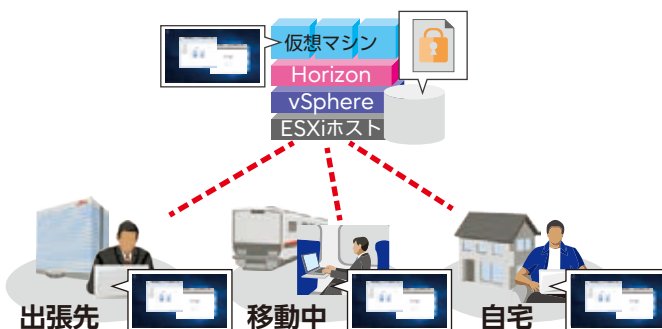 仮想マシン
Horizon
vSphere
ESXiホスト
出張先
移動中
自宅